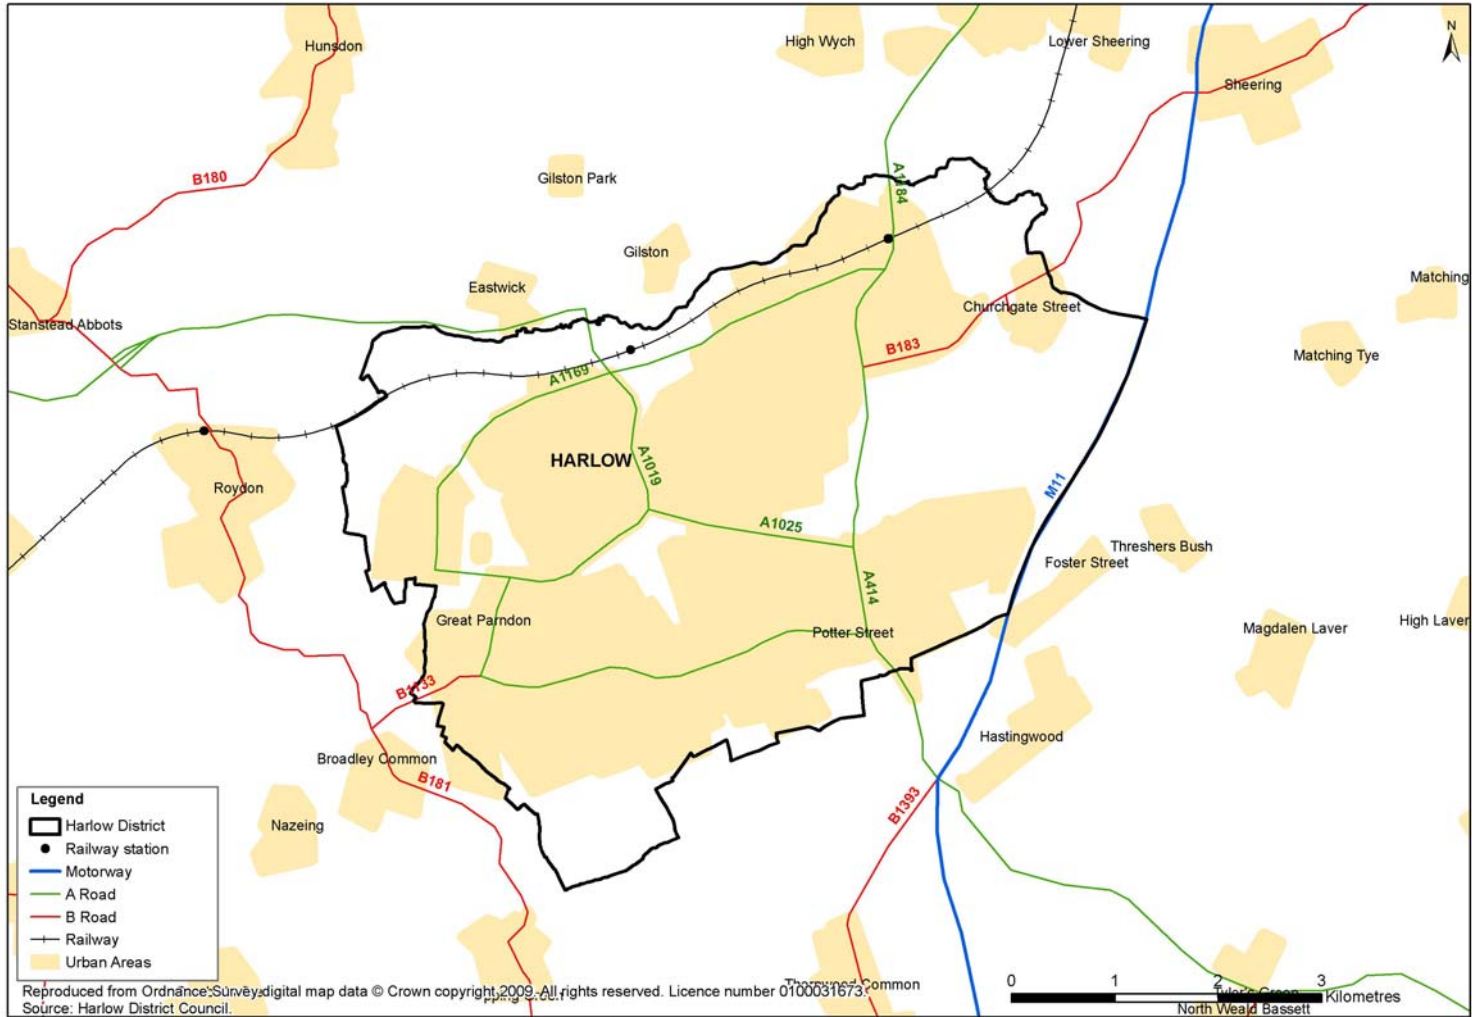 N
Hunsdon
High Wych
Lower Sheering
Sheering
B180
Gilston Park
A1184
Gilston
Eastwick
Matching
Stanstead Abbots
Churchgate Street
B183
Matching Tye
A1169
HARLOW
A1019
M11
Roydon
A1025
Threshers Bush
Foster Street
A414
Great Parndon
Potter Street
Magdalen Laver
High Laver
B1133
Hastingwood
Broadley Common
B181
B1393
Nazeing
Legend
Harlow District
Railway station
Motorway
A Road
B Road
Railway
Urban Areas
Thornwood Common
0 1 2 3
Kilometres
Tyler's Green
North Weald Bassett
Reproduced from Ordnance Survey digital map data © Crown copyright 2009. All rights reserved. Licence number 0100031673.
Source: Harlow District Council.